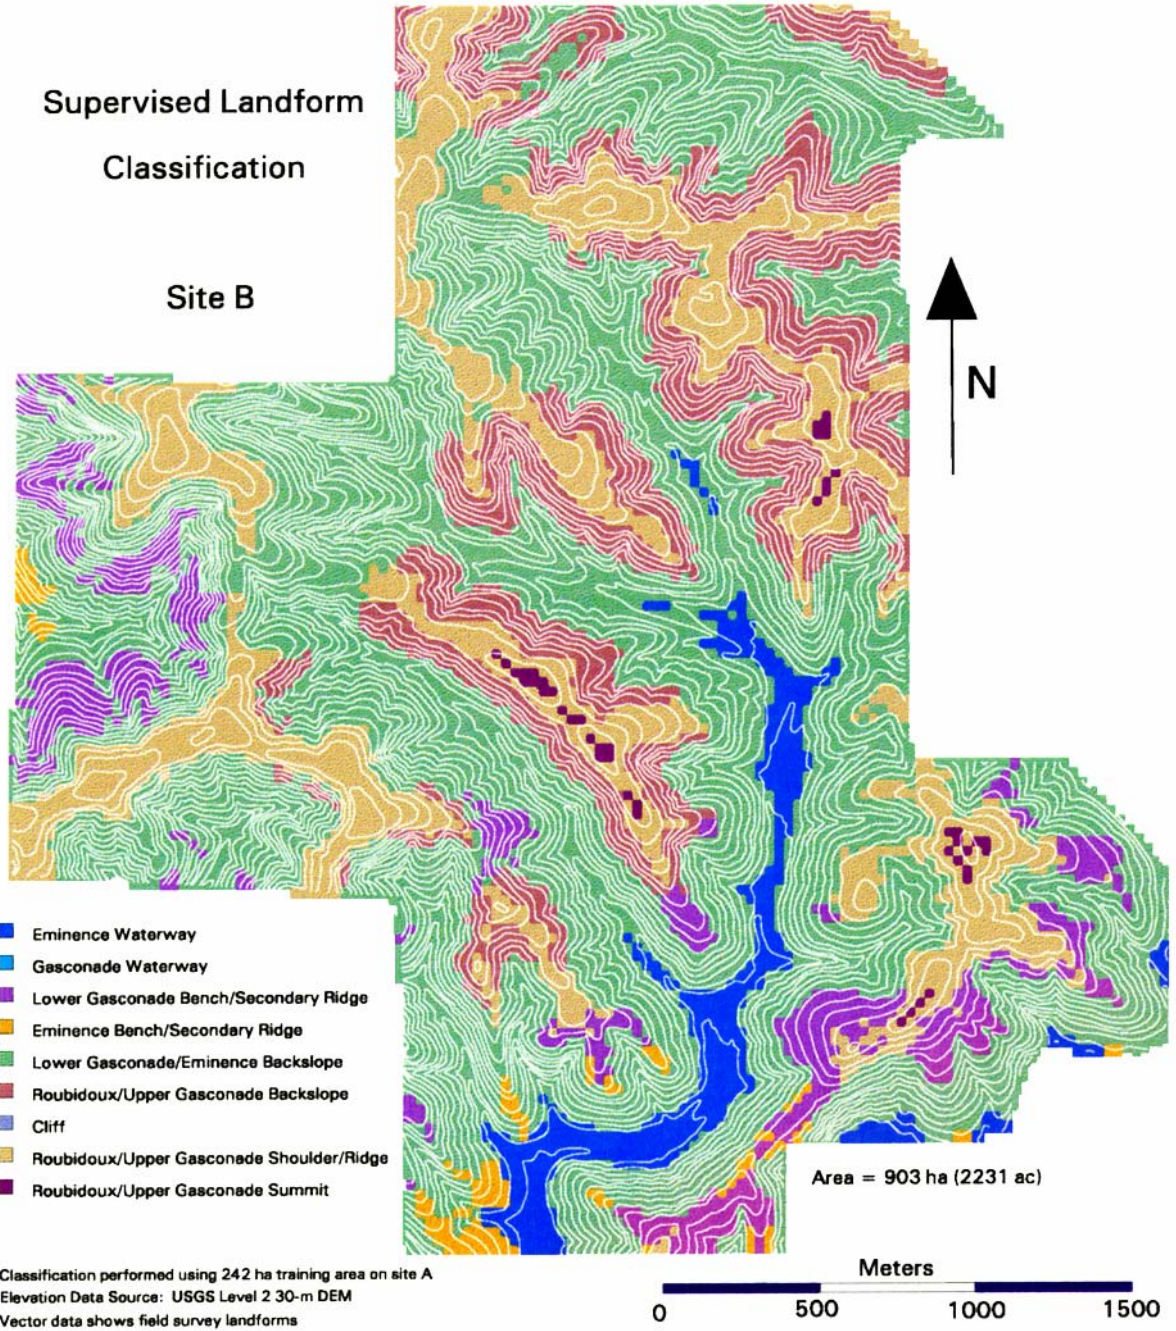 Supervised Landform
Classification
Site B
N
Eminence Waterway
Gasconade Waterway
Lower Gasconade Bench/Secondary Ridge
Eminence Bench/Secondary Ridge
Lower Gasconade/Eminence Backslope
Roubidoux/Upper Gasconade Backslope
Cliff
Roubidoux/Upper Gasconade Shoulder/Ridge
Roubidoux/Upper Gasconade Summit
Area = 903 ha (2231 ac)
Classification performed using 242 ha training area on site A
Elevation Data Source: USGS Level 2 30-m DEM
Vector data shows field survey landforms
Meters
0 500 1000 1500